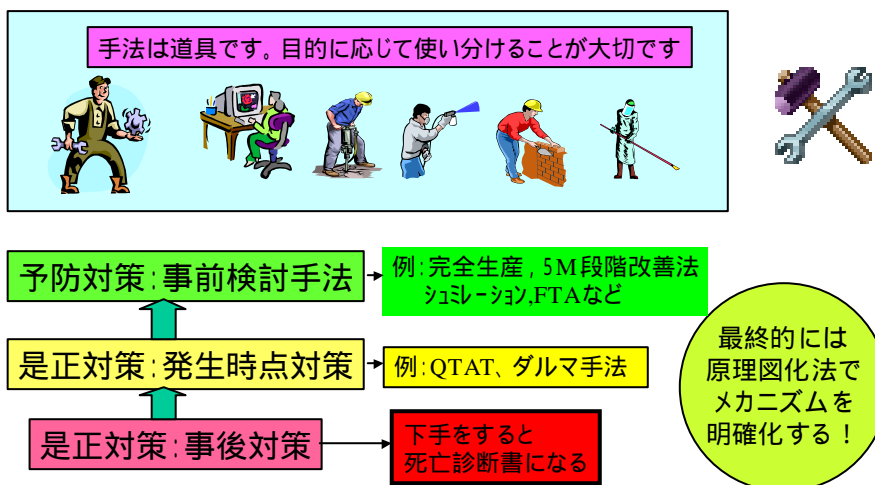 手法は道具です。目的に応じて使い分けることが大切です
予防対策：事前検討手法
例：完全生産，5M段階改善法
ｼｭﾐﾚｰｼｮﾝ,FTAなど
是正対策：発生時点対策
例：QTAT、ダルマ手法
是正対策：事後対策
下手をすると
死亡診断書になる
最終的には
原理図化法で
メカニズムを
明確化する！